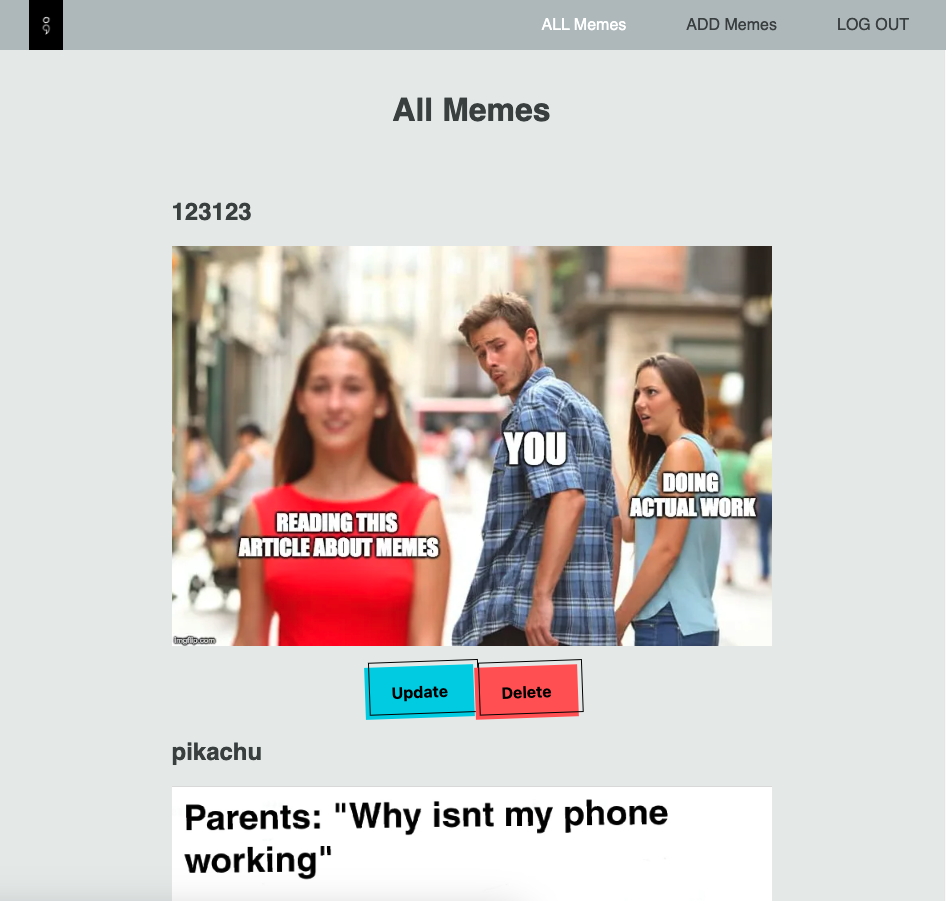 ALL Memes ADD Memes LOG OUT
All Memes
123123
YOU
DOING
ACTUAL WORK
READING THIS
ARTICLE ABOUT MEMES
imgflip.com
Update Delete
pikachu
Parents: "Why isnt my phone
working"